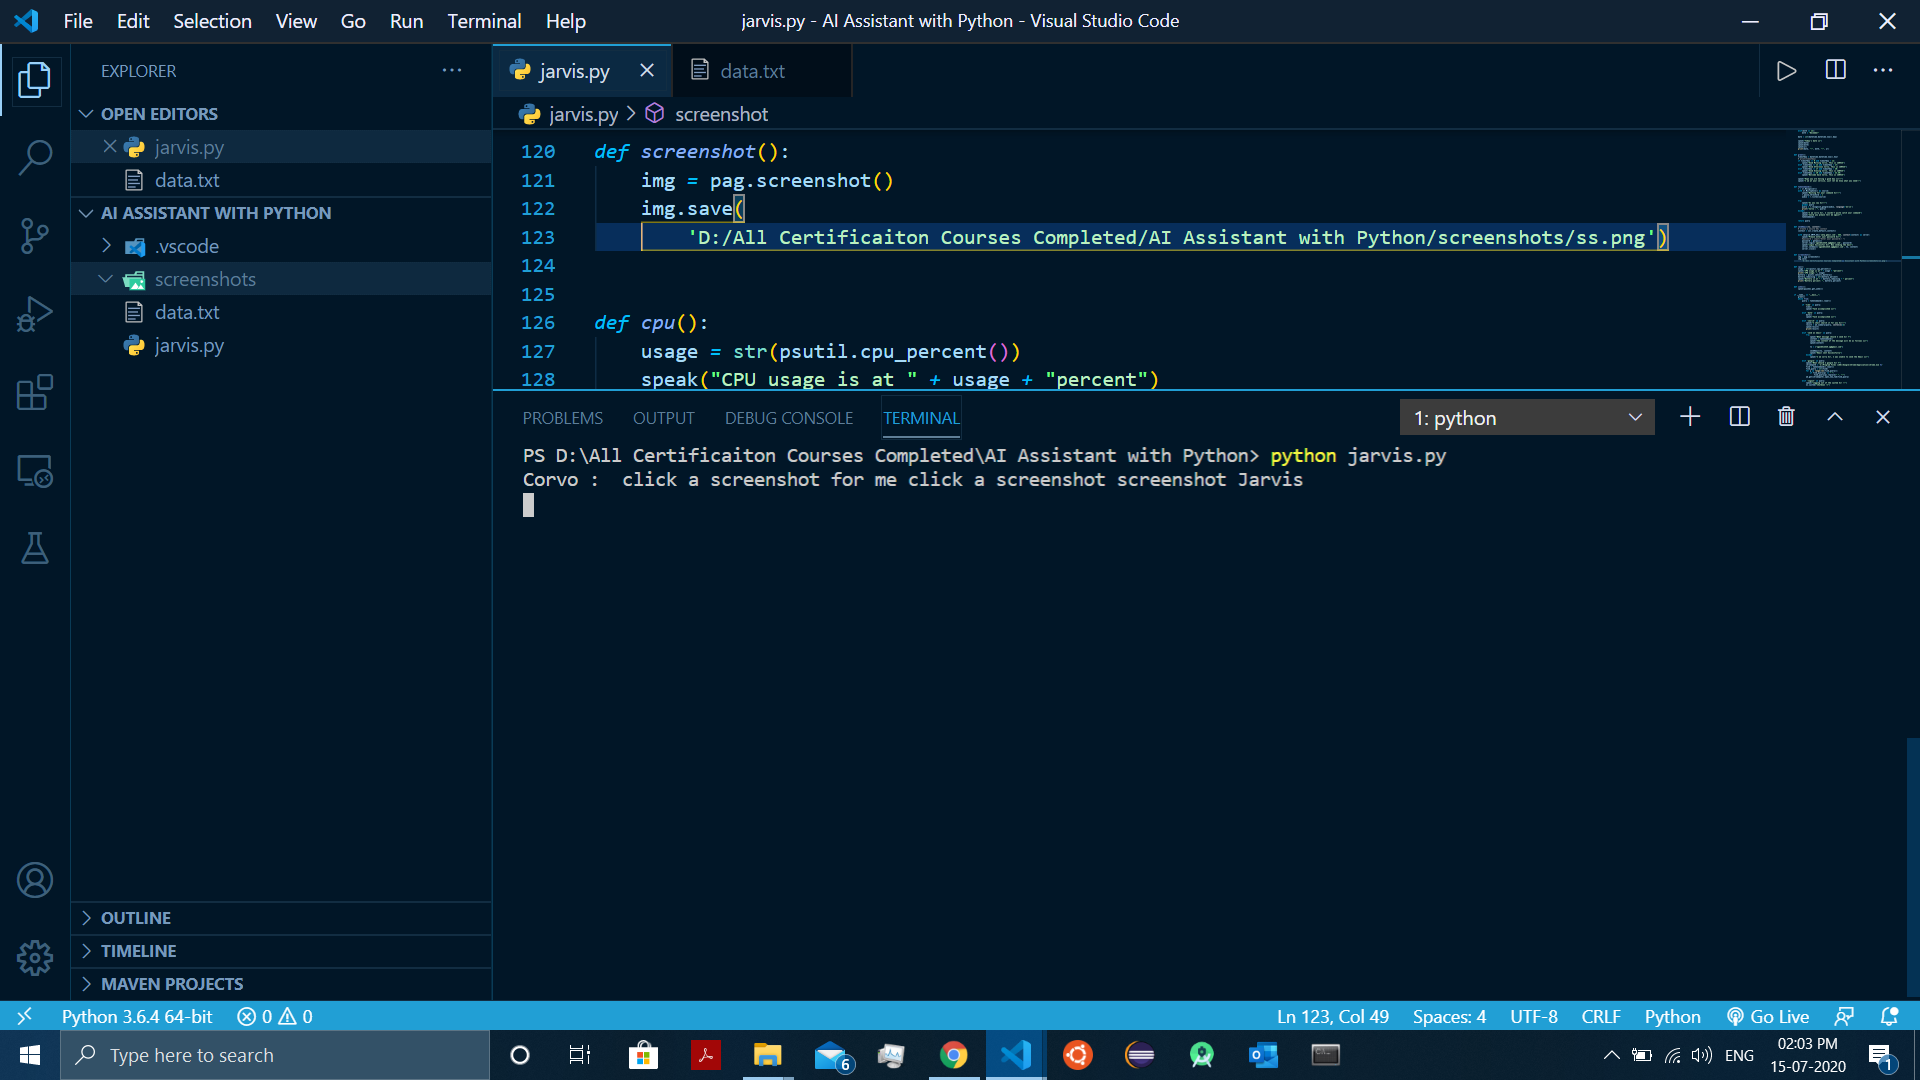 File Edit Selection View Go Run Terminal Help
jarvis.py - AI Assistant with Python - Visual Studio Code
EXPLORER
OPEN EDITORS
jarvis.py
data.txt
AI ASSISTANT WITH PYTHON
.vscode
screenshots
data.txt
jarvis.py
OUTLINE
TIMELINE
MAVEN PROJECTS
jarvis.py
data.txt
jarvis.py > screenshot
120 def screenshot():
121 img = pag.screenshot()
122 img.save(
123 'D:/All Certificaiton Courses Completed/AI Assistant with Python/screenshots/ss.png')
124
125
126 def cpu():
127 usage = str(psutil.cpu_percent())
128 speak("CPU usage is at " + usage + "percent")
PROBLEMS OUTPUT DEBUG CONSOLE TERMINAL
1: python
PS D:\All Certificaiton Courses Completed\AI Assistant with Python> python jarvis.py
Corvo :  click a screenshot for me click a screenshot screenshot Jarvis
Python 3.6.4 64-bit 0 0
Ln 123, Col 49 Spaces: 4 UTF-8 CRLF Python Go Live
Type here to search
6
ENG
02:03 PM
15-07-2020
1